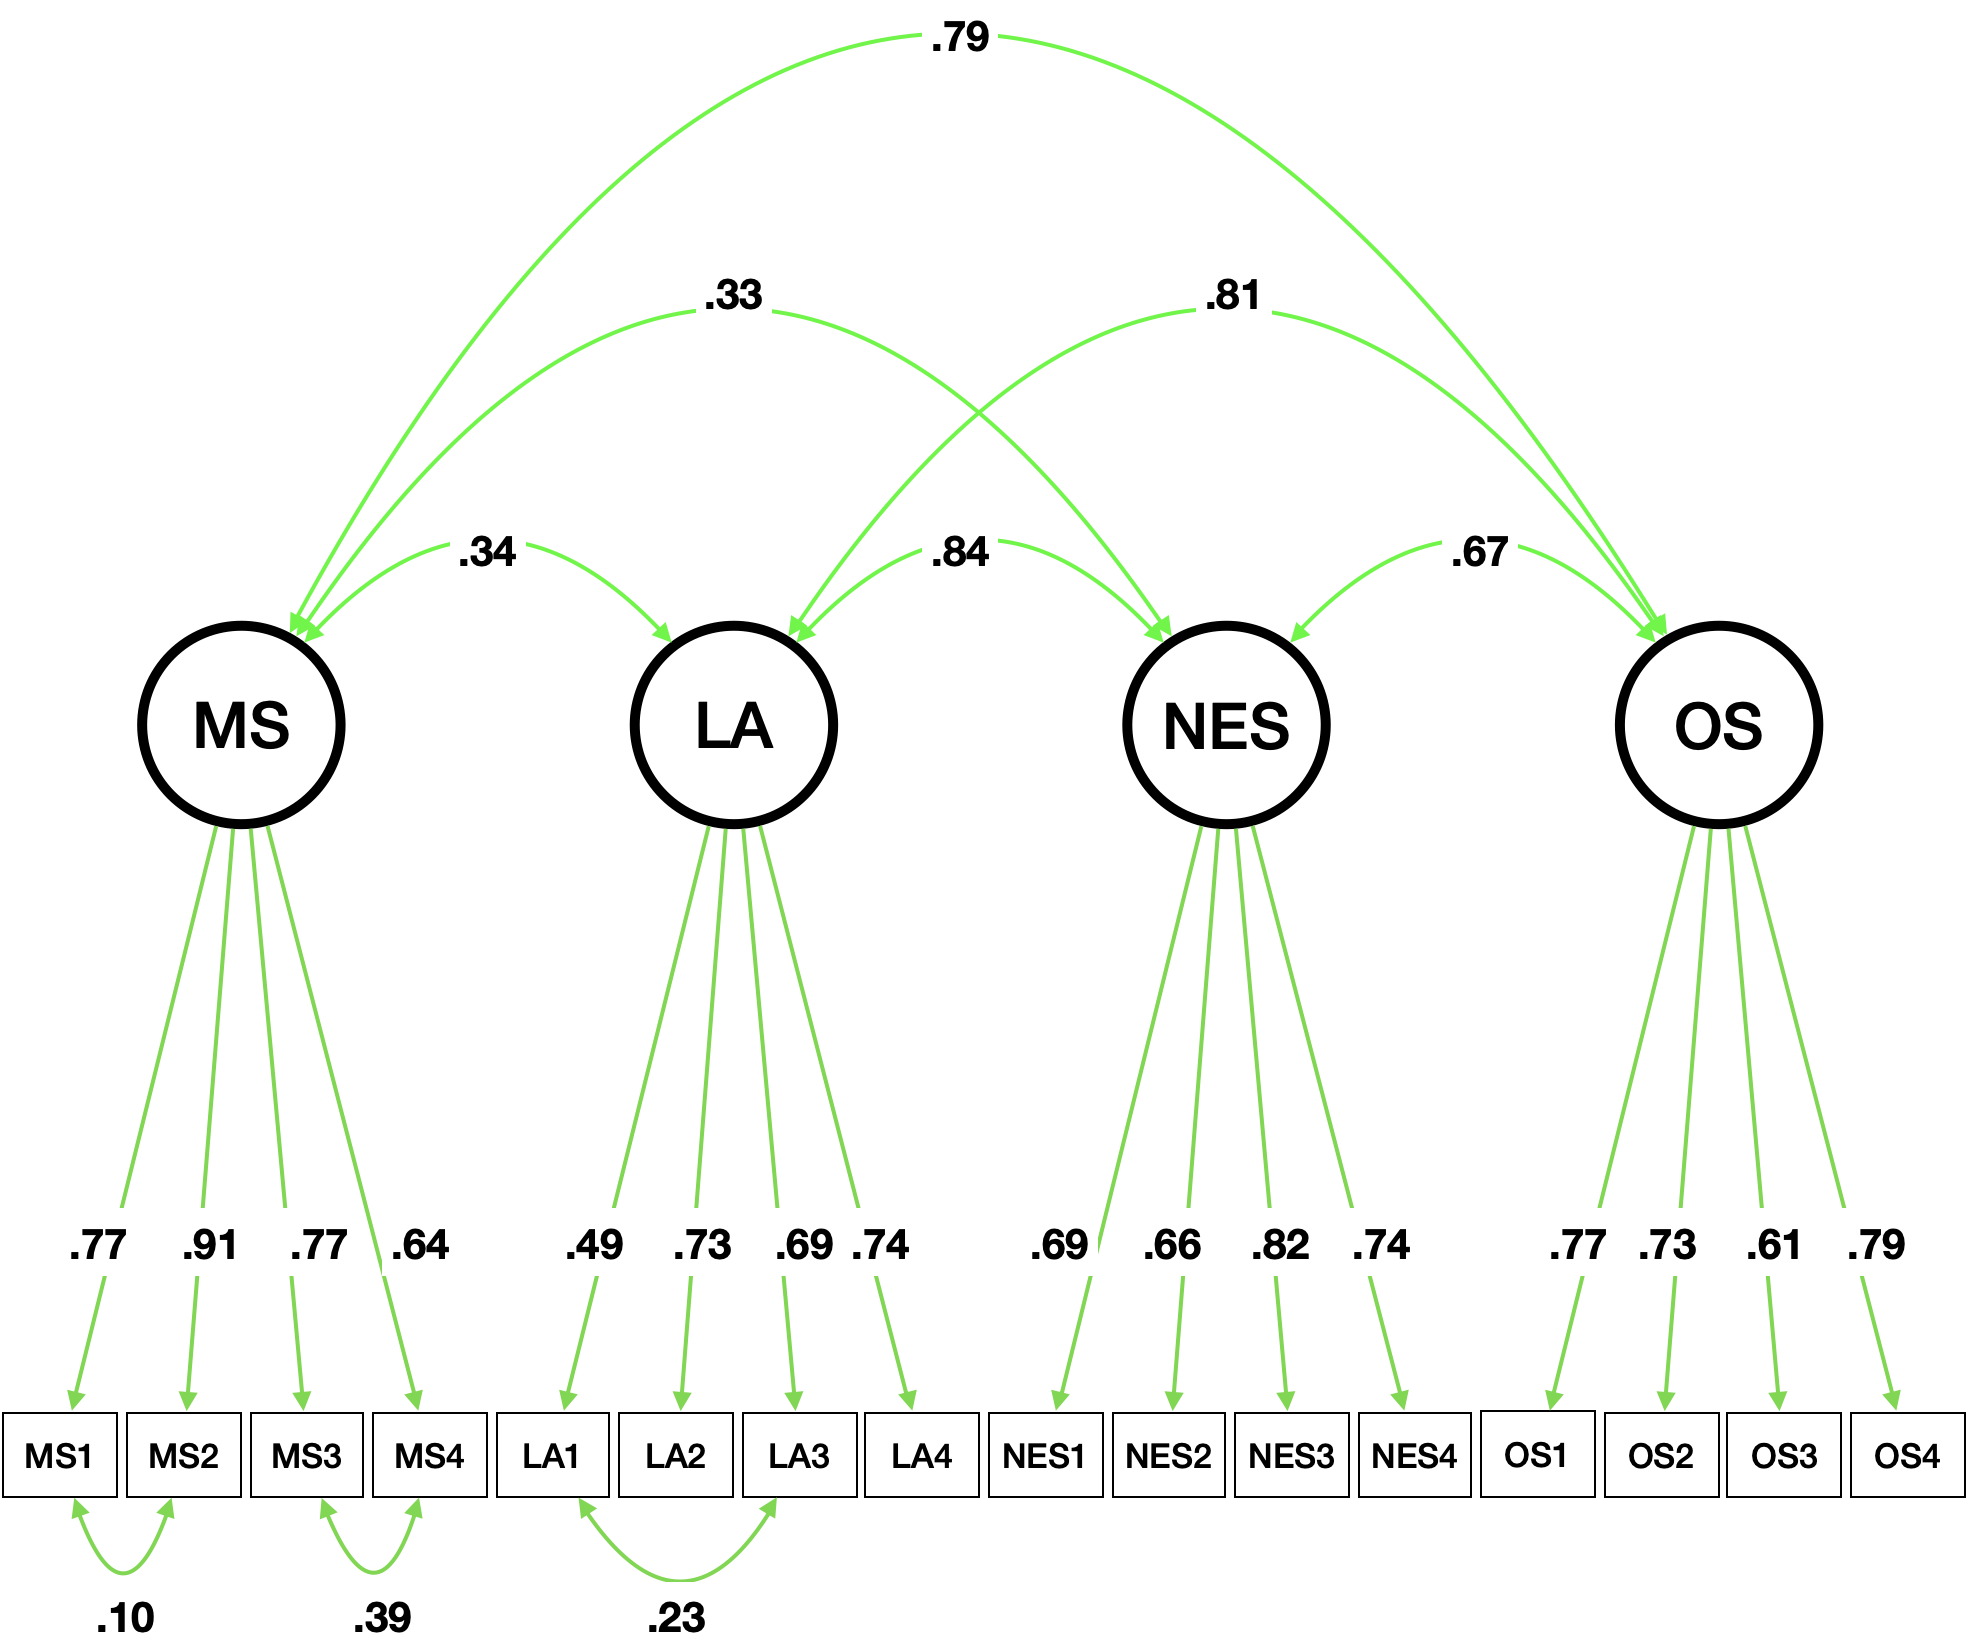 .79
.33 .81
.34 .84 .67
MS LA NES OS
.77 .91 .77 .64 .49 .73 .69 .74 .69 .66 .82 .74 .77 .73 .61 .79
MS1 MS2 MS3 MS4 LA1 LA2 LA3 LA4 NES1 NES2 NES3 NES4 OS1 OS2 OS3 OS4
.10 .39 .23